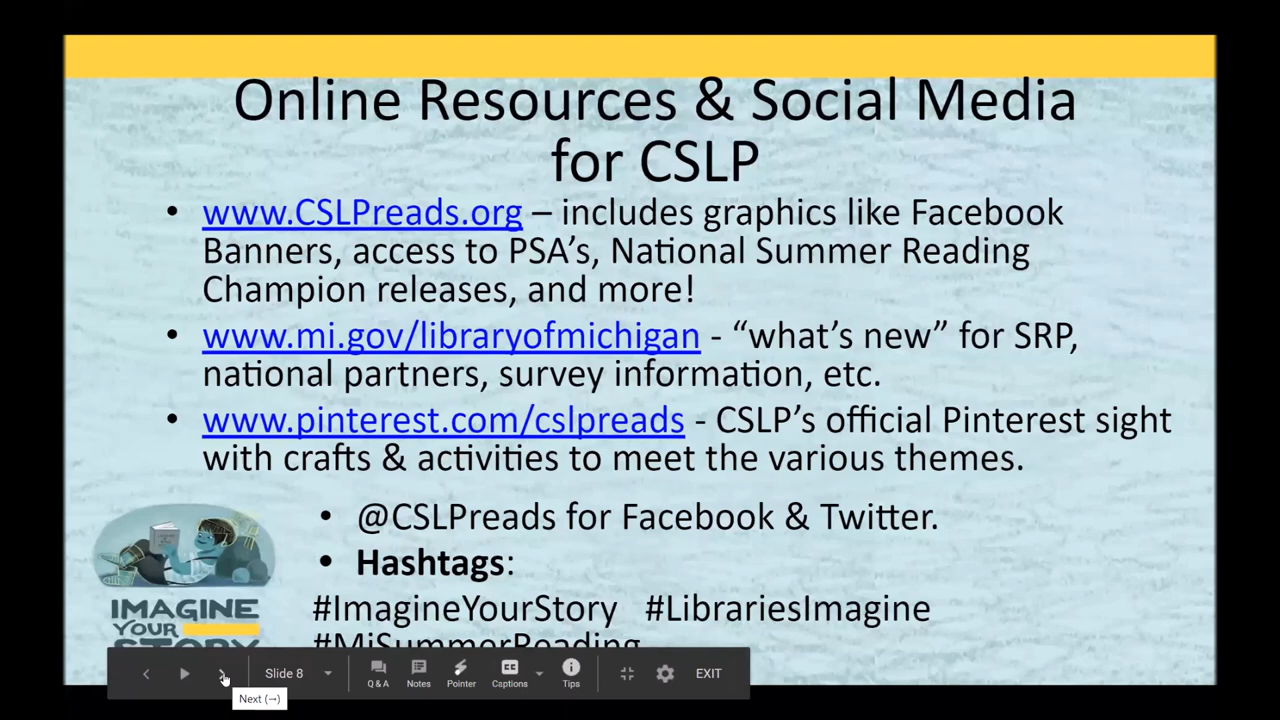 Online Resources & Social Media
for CSLP
• www.CSLPreads.org – includes graphics like Facebook
Banners, access to PSA’s, National Summer Reading
Champion releases, and more!
• www.mi.gov/libraryofmichigan - “what’s new” for SRP,
national partners, survey information, etc.
• www.pinterest.com/cslpreads - CSLP’s official Pinterest sight
with crafts & activities to meet the various themes.
• @CSLPreads for Facebook & Twitter.
• Hashtags:
#ImagineYourStory #LibrariesImagine
#MiSummerReading
IMAGINE
YOUR
STORY
Slide 8
Q & A
Notes
Pointer
Captions
Tips
EXIT
Next (→)